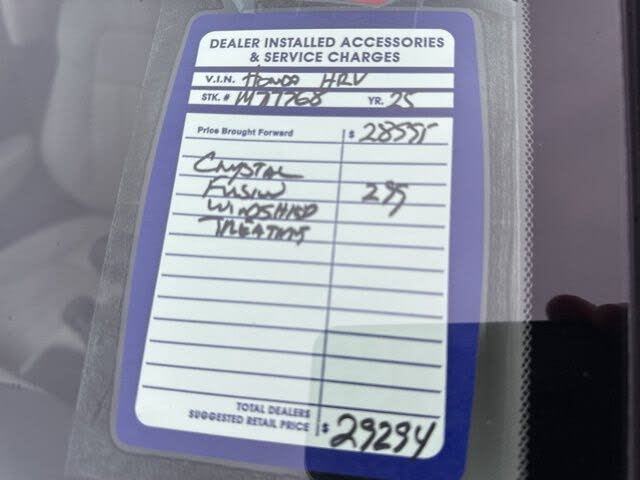 DEALER INSTALLED ACCESSORIES
& SERVICE CHARGES
V.I.N. HONDA HRV
STK. # M77768 YR. 25
Price Brought Forward $ 28555
CRYSTAL
FUSION 295
WINDSHIELD
TREATMENT
TOTAL DEALERS
SUGGESTED RETAIL PRICE $ 29294